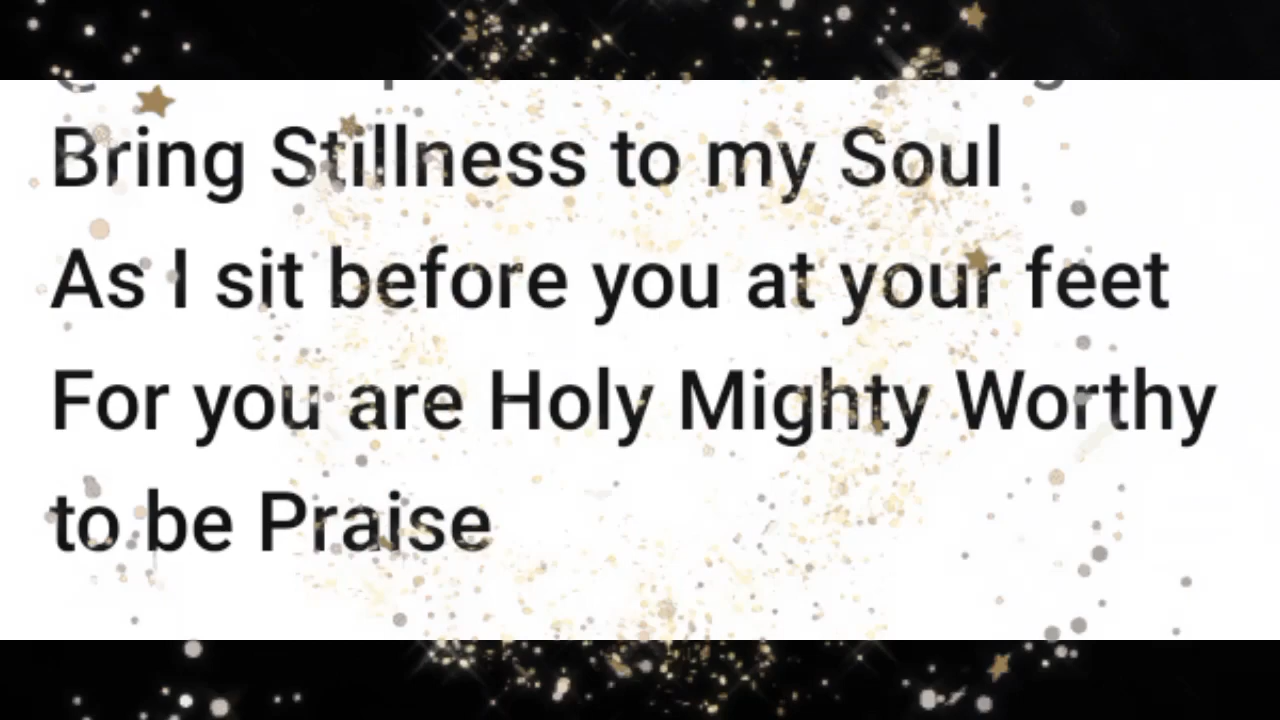 Bring Stillness to my Soul
As I sit before you at your feet
For you are Holy Mighty Worthy
to be Praise